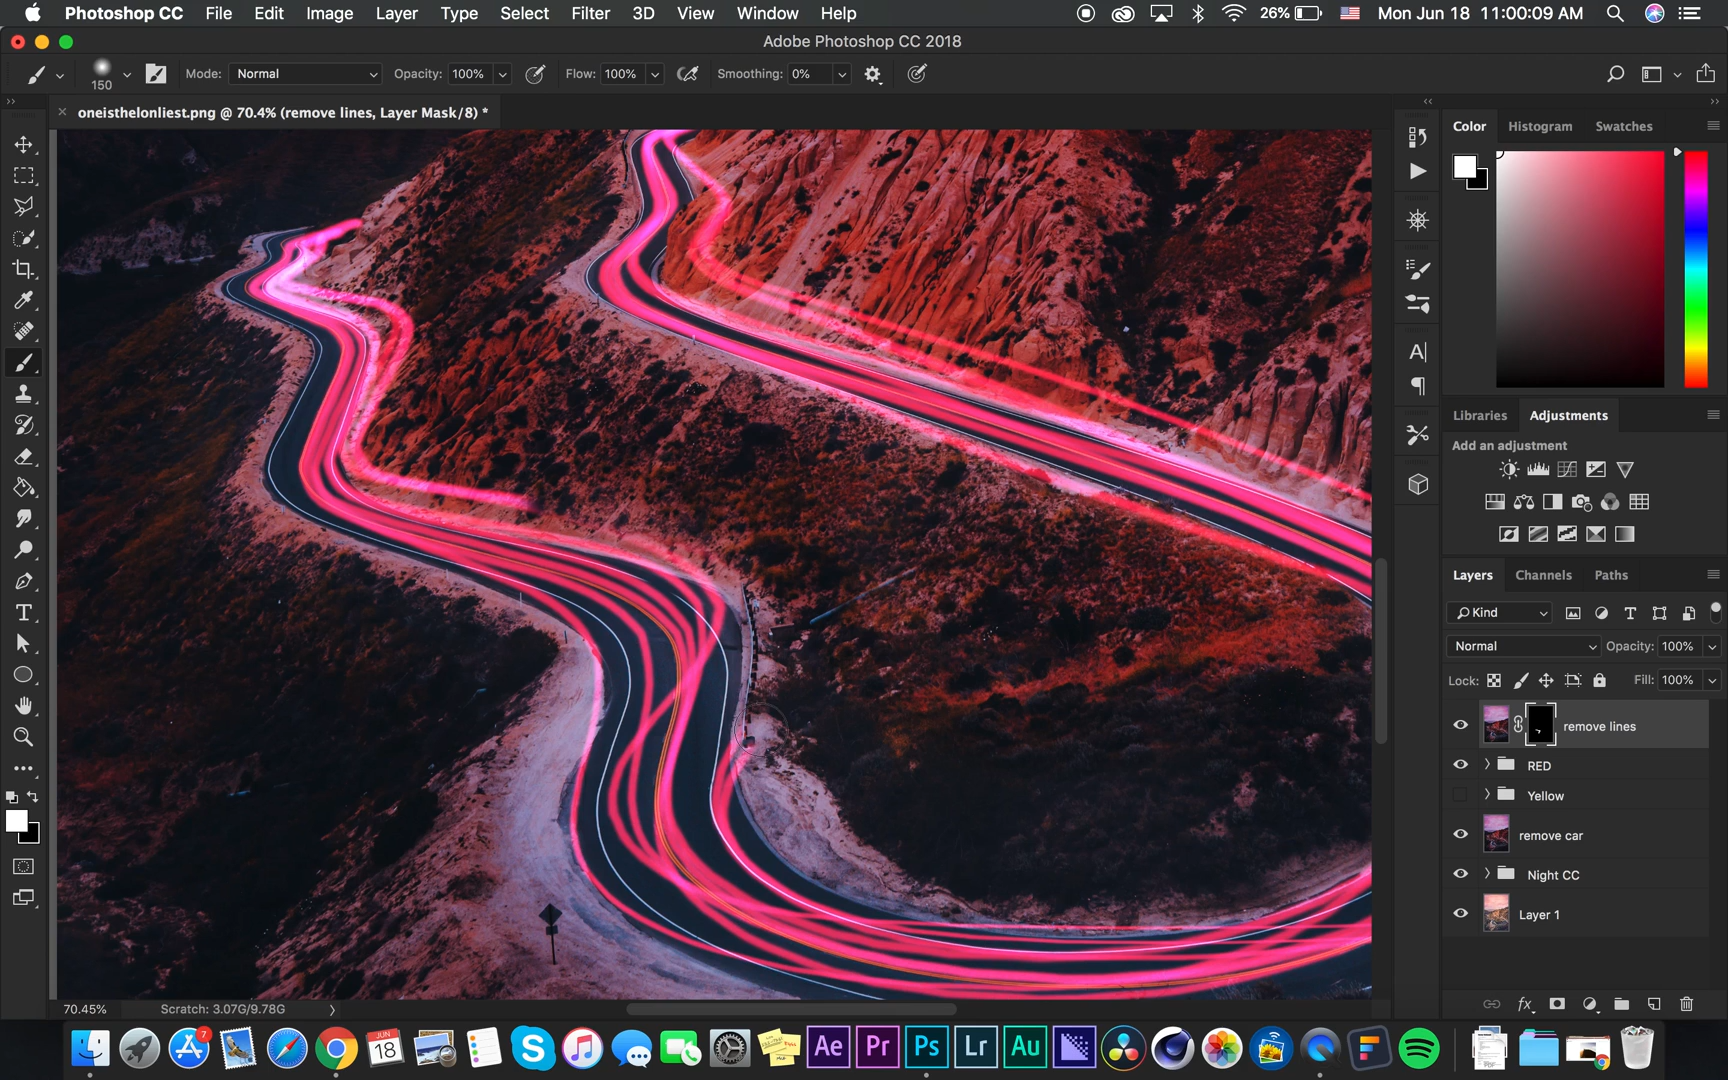 Photoshop CC File Edit Image Layer Type Select Filter 3D View Window Help 26% Mon Jun 18 11:00:09 AM
Adobe Photoshop CC 2018
150 Mode: Normal Opacity: 100% Flow: 100% Smoothing: 0%
oneisthelonliest.png @ 70.4% (remove lines, Layer Mask/8) *
Color Histogram Swatches
Libraries Adjustments
Add an adjustment
Layers Channels Paths
Kind
Normal Opacity: 100%
Lock: Fill: 100%
remove lines
RED
Yellow
remove car
Night CC
Layer 1
fx
70.45% Scratch: 3.07G/9.78G
7
JUN
18
Ae Pr Ps Lr Au
PDF